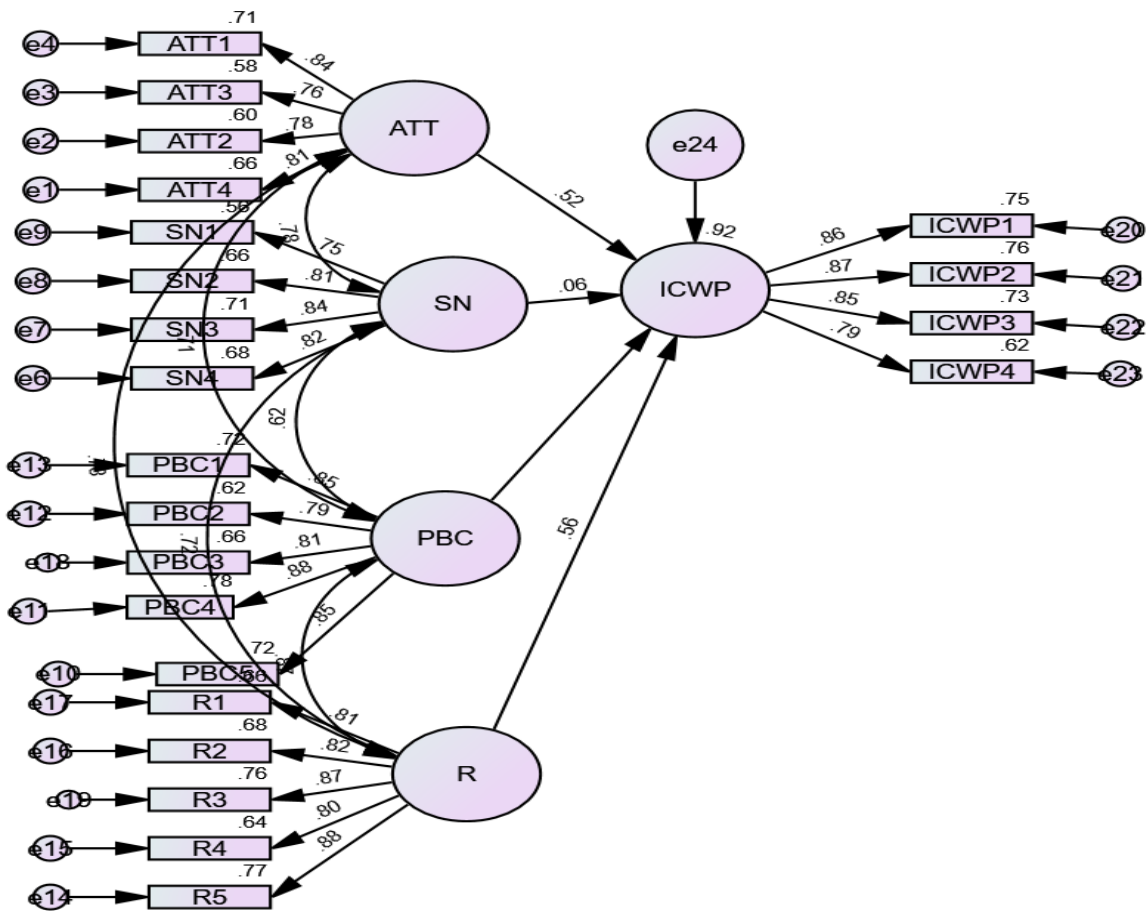 .71
e4 ATT1 .84
.58
e3 ATT3 .76
.60
e2 ATT2 .78
.66
e1 ATT4 .81
ATT
e24
.52
.56
e9 SN1 .78 .75
.66
e8 SN2 .81
.71
e7 SN3 .84
.68
e6 SN4 .82
SN
.06
.92
ICWP
.75
.86 ICWP1 e20
.76
.87 ICWP2 e21
.73
.85 ICWP3 e22
.62
.79 ICWP4 e23
.71
.62
.72
e13 PBC1 .85
.62
e12 PBC2 .79
.66
e18 PBC3 .81
.78
e11 PBC4 .88
PBC
.56
.72
.85
.72
e10 PBC5
.66
e17 R1 .81
.68
e16 R2 .82
.76
e19 R3 .87
.64
e15 R4 .80
.77
e14 R5 .88
R